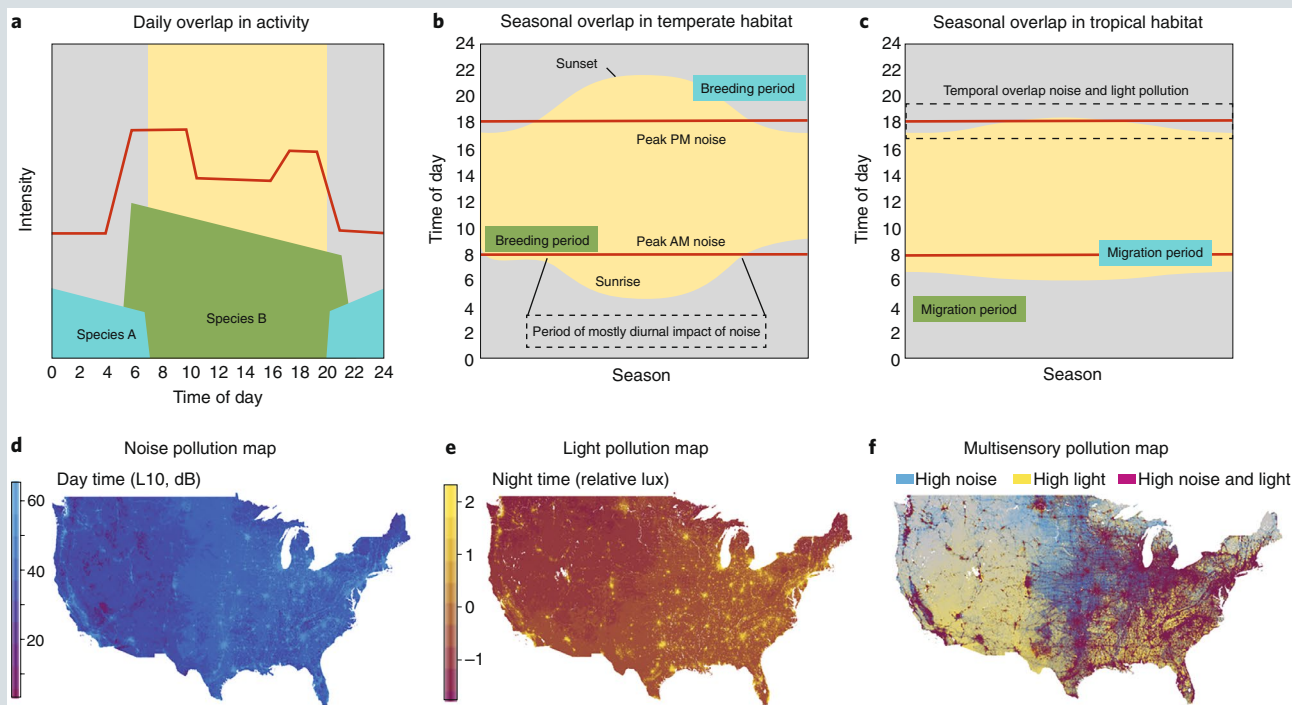 a Daily overlap in activity
Intensity
Species A
Species B
0 2 4 6 8 10 12 14 16 18 20 22 24
Time of day
b Seasonal overlap in temperate habitat
24
22
20
18
16
14
12
10
8
6
4
2
0
Time of day
Sunset
Breeding period
Peak PM noise
Breeding period
Peak AM noise
Sunrise
Period of mostly diurnal impact of noise
Season
c Seasonal overlap in tropical habitat
24
22
20
18
16
14
12
10
8
6
4
2
0
Time of day
Temporal overlap noise and light pollution
Migration period
Migration period
Season
d Noise pollution map
Day time (L10, dB)
60
40
20
e Light pollution map
Night time (relative lux)
2
1
0
−1
f Multisensory pollution map
High noise High light High noise and light